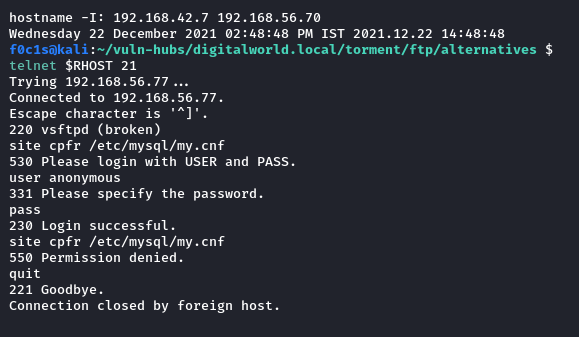 hostname -I: 192.168.42.7 192.168.56.70
Wednesday 22 December 2021 02:48:48 PM IST 2021.12.22 14:48:48
f0c1s@kali:~/vuln-hubs/digitalworld.local/torment/ftp/alternatives $
telnet $RHOST 21
Trying 192.168.56.77...
Connected to 192.168.56.77.
Escape character is '^]'.
220 vsftpd (broken)
site cpfr /etc/mysql/my.cnf
530 Please login with USER and PASS.
user anonymous
331 Please specify the password.
pass
230 Login successful.
site cpfr /etc/mysql/my.cnf
550 Permission denied.
quit
221 Goodbye.
Connection closed by foreign host.